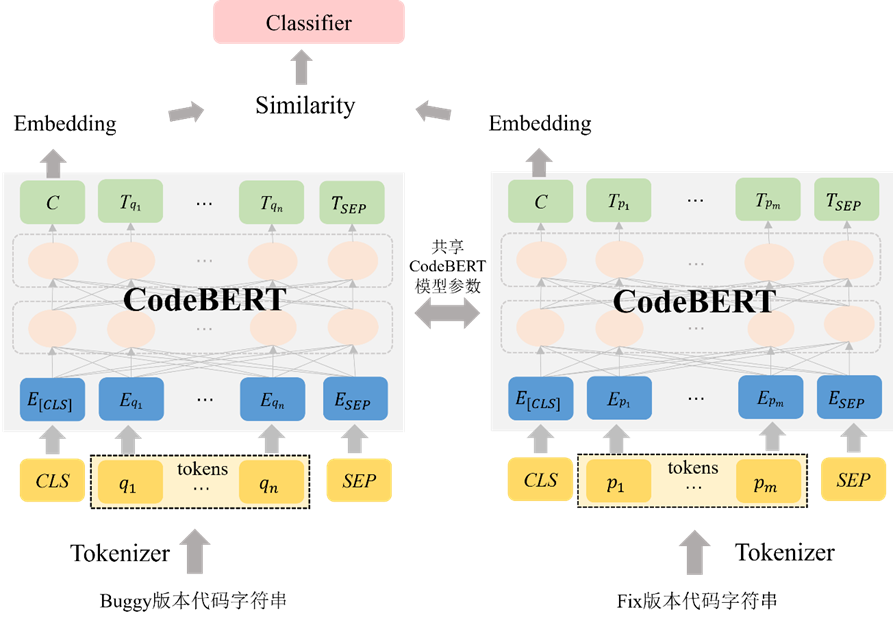 Classifier
Similarity
Embedding
Embedding
C T_{q_1} ... T_{q_n} T_{SEP}
C T_{p_1} ... T_{p_m} T_{SEP}
...
...
共享
CodeBERT
模型参数
CodeBERT
CodeBERT
...
...
E_{[CLS]} E_{q_1} ... E_{q_n} E_{SEP}
E_{[CLS]} E_{p_1} ... E_{p_m} E_{SEP}
tokens
CLS q_1 ... q_n SEP
tokens
CLS p_1 ... p_m SEP
Tokenizer
Tokenizer
Buggy版本代码字符串
Fix版本代码字符串